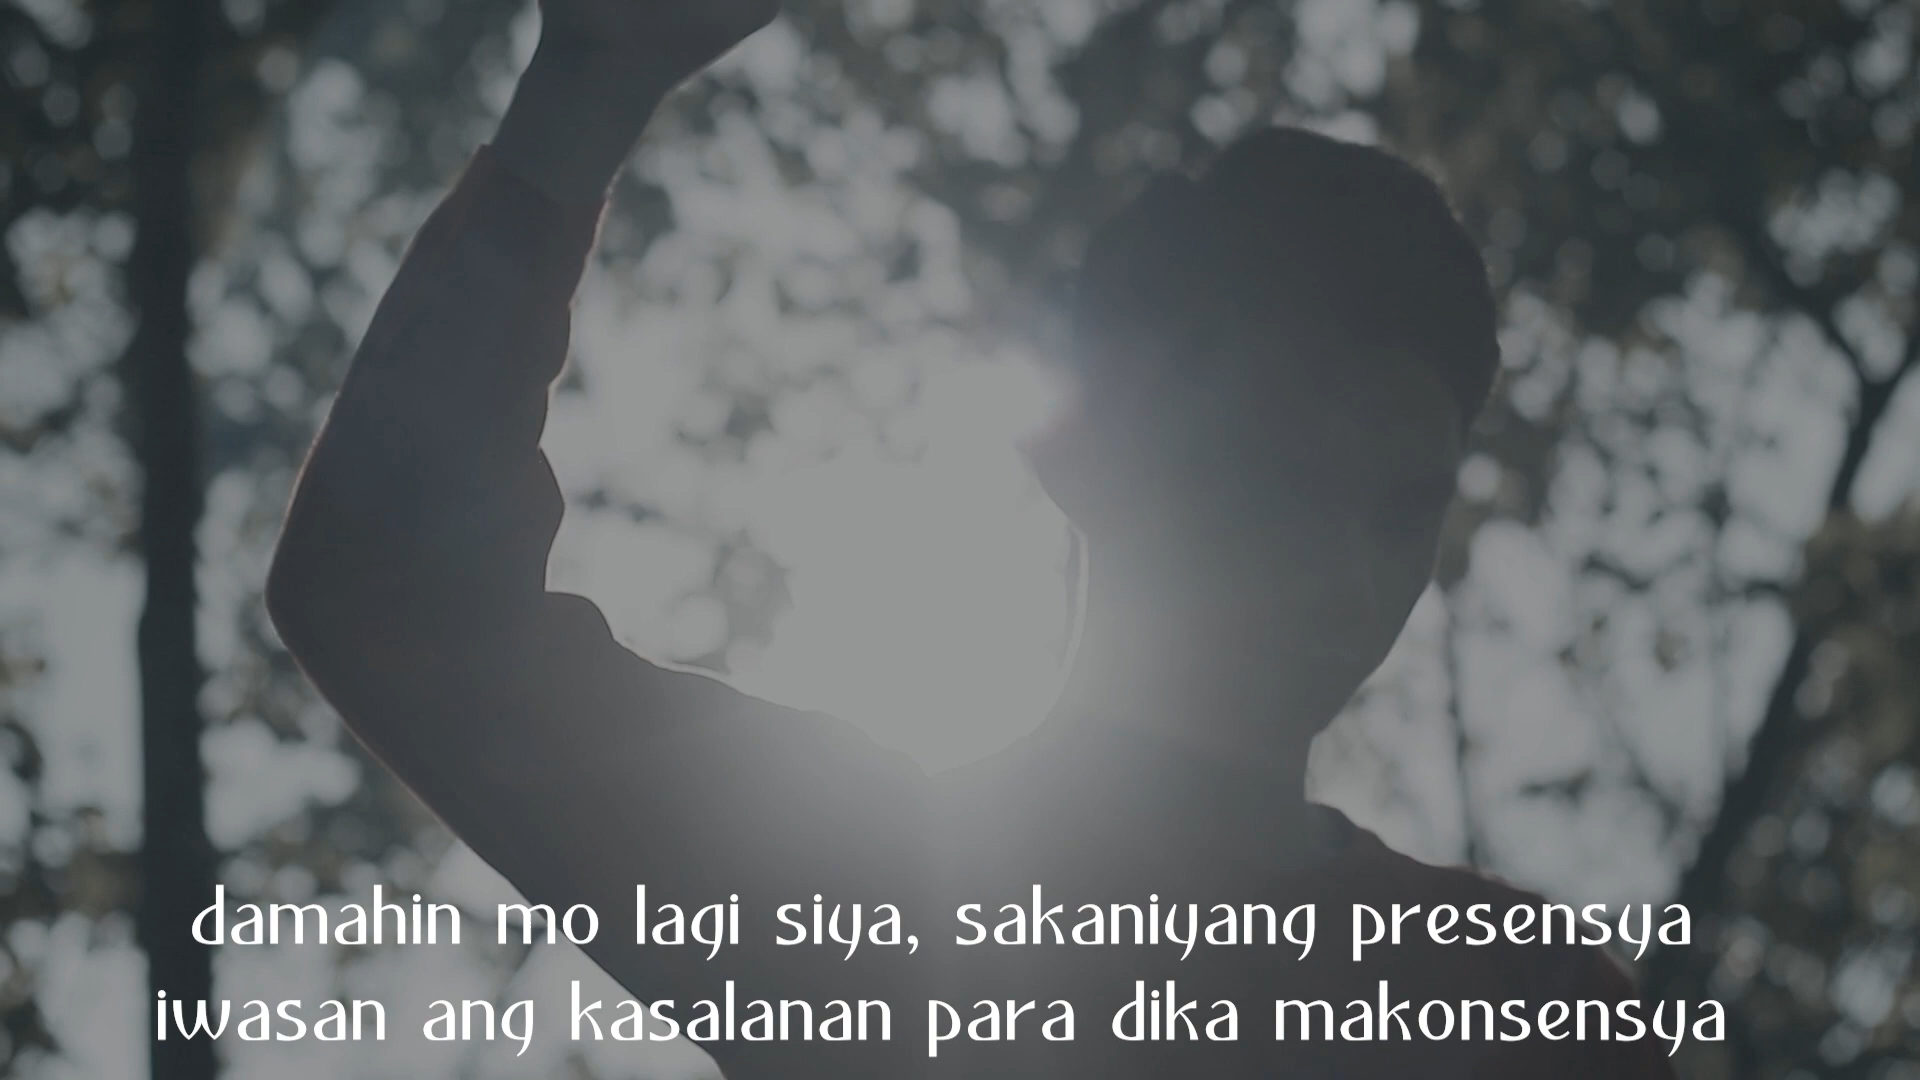 damahin mo lagi siya, sakaniyang presensya
iwasan ang kasalanan para dika makonsensya